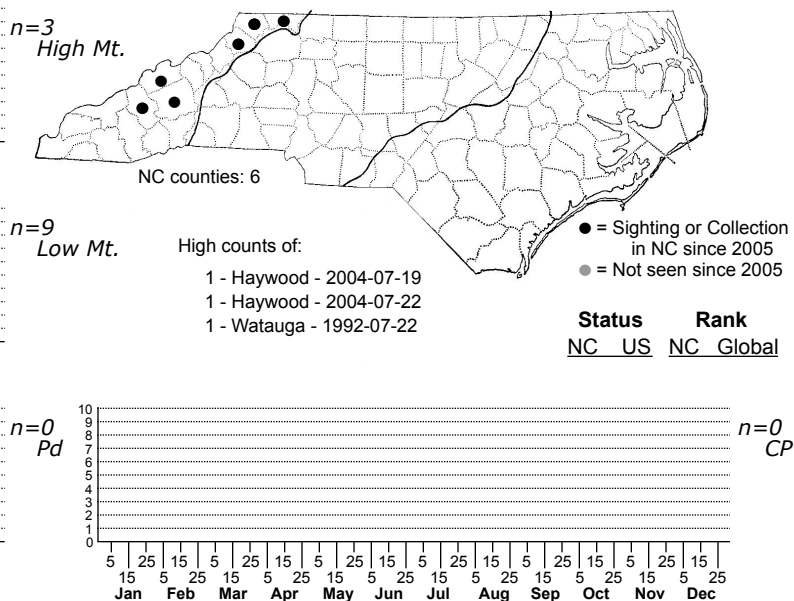 n=3
High Mt.
NC counties: 6
n=9
Low Mt.
High counts of:
1 - Haywood - 2004-07-19
1 - Haywood - 2004-07-22
1 - Watauga - 1992-07-22
● = Sighting or Collection
in NC since 2005
● = Not seen since 2005
Status Rank
NC US NC Global
n=0
Pd
10
9
8
7
6
5
4
3
2
1
0
n=0
CP
5 25 15 5 25 15 5 25 15 5 25 15 5 25 15 5 25 15
15 5 25 15 5 25 15 5 25 15 5 25 15 5 25 15 5 25
Jan Feb Mar Apr May Jun Jul Aug Sep Oct Nov Dec